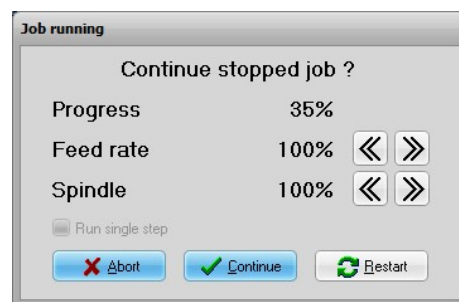 Job running
Continue stopped job ?
Progress 35%
Feed rate 100%
Spindle 100%
Run single step
Abort Continue Restart